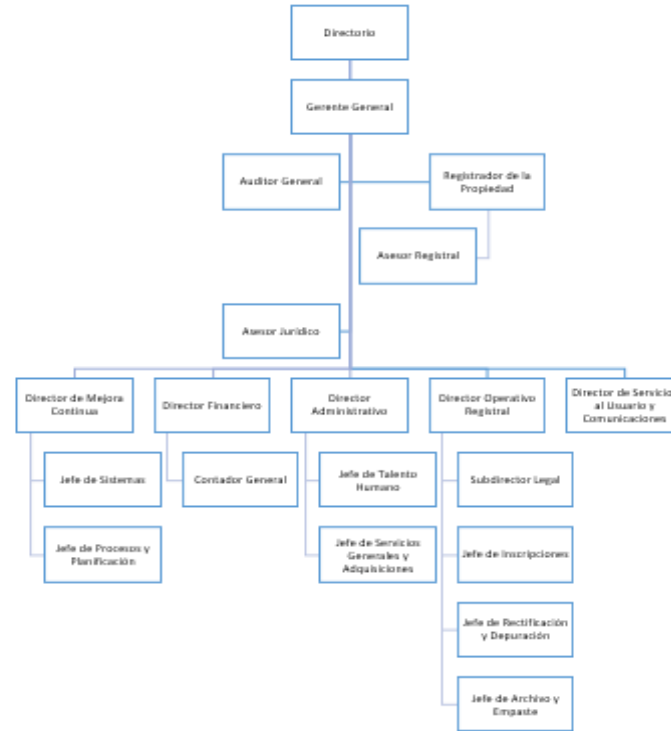 Directorio
Gerente General
Auditor General
Registrador de la
Propiedad
Asesor Registral
Asesor Jurídico
Director de Mejora
Continua
Director Financiero
Director
Administrativo
Director Operativo
Registral
Director de Servicio
al Usuario y
Comunicaciones
Jefe de Sistemas
Contador General
Jefe de Talento
Humano
Subdirector Legal
Jefe de Procesos y
Planificación
Jefe de Servicios
Generales y
Adquisiciones
Jefe de Inscripciones
Jefe de Rectificación
y Depuración
Jefe de Archivo y
Empaste